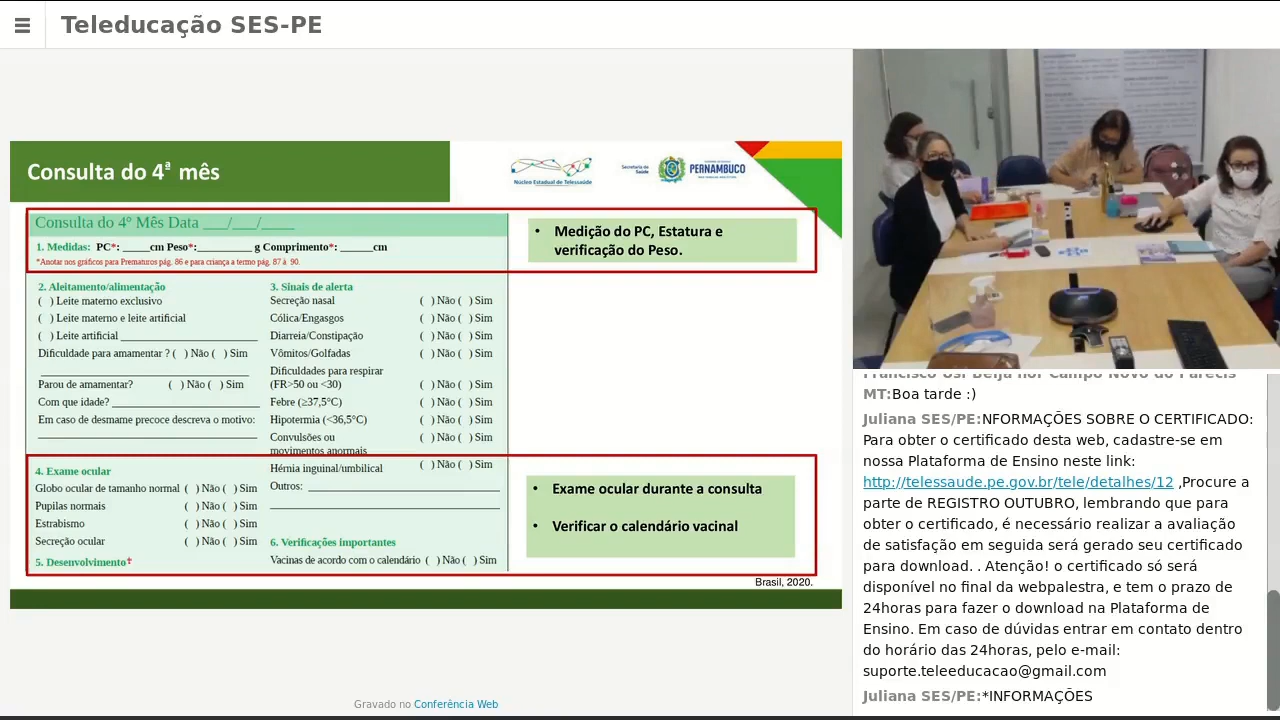 Teleducação SES-PE
Consulta do 4ª mês
Núcleo Estadual de Telessaúde
Secretaria de
Saúde
PERNAMBUCO
Consulta do 4º Mês Data ___/___/____
1. Medidas: PC*: _____cm Peso*:__________ g Comprimento*: ______cm
*Anotar nos gráficos para Prematuros pág. 86 e para criança a termo pág. 87 à 90.
• Medição do PC, Estatura e
verificação do Peso.
2. Aleitamento/alimentação
( ) Leite materno exclusivo
( ) Leite materno e leite artificial
( ) Leite artificial
Dificuldade para amamentar ? ( ) Não ( ) Sim
Parou de amamentar? ( ) Não ( ) Sim
Com que idade?
Em caso de desmame precoce descreva o motivo:
3. Sinais de alerta
Secreção nasal ( ) Não ( ) Sim
Cólica/Engasgos ( ) Não ( ) Sim
Diarreia/Constipação ( ) Não ( ) Sim
Vômitos/Golfadas ( ) Não ( ) Sim
Dificuldades para respirar
(FR>50 ou <30) ( ) Não ( ) Sim
Febre (≥37,5°C) ( ) Não ( ) Sim
Hipotermia (<36,5°C) ( ) Não ( ) Sim
Convulsões ou ( ) Não ( ) Sim
movimentos anormais
Hérnia inguinal/umbilical ( ) Não ( ) Sim
Outros:
4. Exame ocular
Globo ocular de tamanho normal ( ) Não ( ) Sim
Pupilas normais ( ) Não ( ) Sim
Estrabismo ( ) Não ( ) Sim
Secreção ocular ( ) Não ( ) Sim
5. Desenvolvimento†
6. Verificações importantes
Vacinas de acordo com o calendário ( ) Não ( ) Sim
• Exame ocular durante a consulta
• Verificar o calendário vacinal
Brasil, 2020.
Gravado no Conferência Web
MT:Boa tarde :)
Juliana SES/PE:NFORMAÇÕES SOBRE O CERTIFICADO:
Para obter o certificado desta web, cadastre-se em
nossa Plataforma de Ensino neste link:
http://telessaude.pe.gov.br/tele/detalhes/12 ,Procure a
parte de REGISTRO OUTUBRO, lembrando que para
obter o certificado, é necessário realizar a avaliação
de satisfação em seguida será gerado seu certificado
para download. . Atenção! o certificado só será
disponível no final da webpalestra, e tem o prazo de
24horas para fazer o download na Plataforma de
Ensino. Em caso de dúvidas entrar em contato dentro
do horário das 24horas, pelo e-mail:
suporte.teleeducacao@gmail.com
Juliana SES/PE:*INFORMAÇÕES